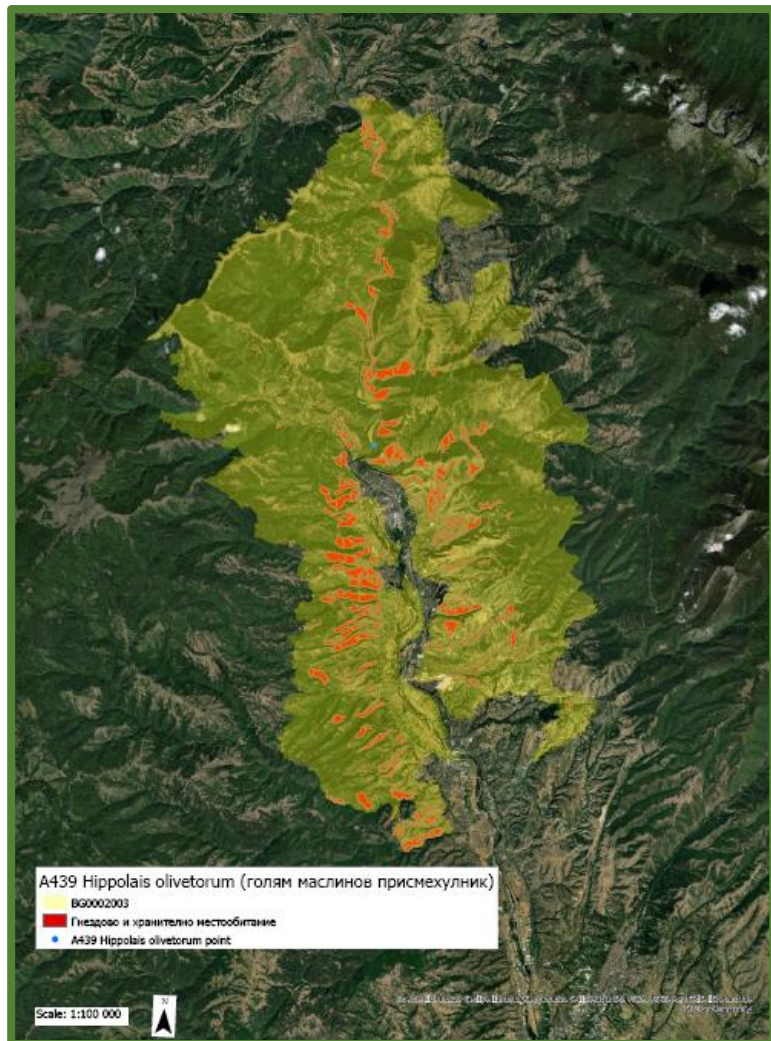 A439 Hippolais olivetorum (голям маслинов присмехулник)
BG0002003
Гнездово и хранително местообитание
A439 Hippolais olivetorum point
Scale: 1:100 000
N